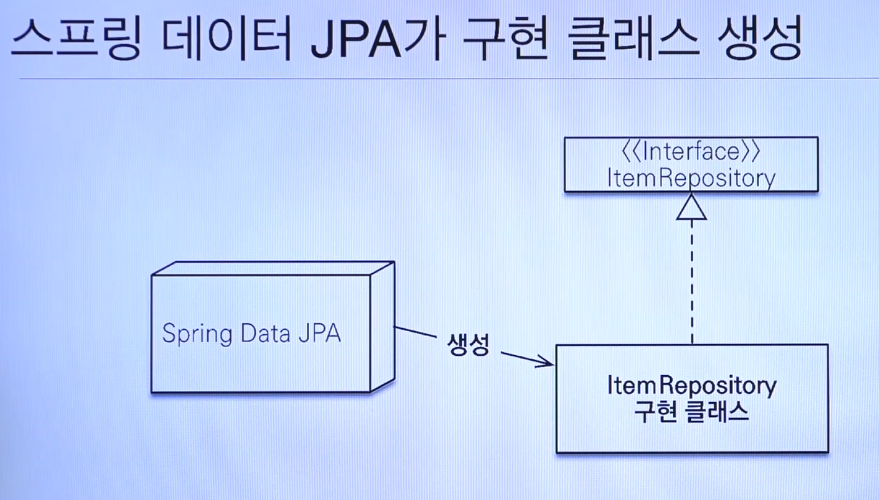 스프링 데이터 JPA가 구현 클래스 생성
《Interface》
ItemRepository
Spring Data JPA
생성
ItemRepository
구현 클래스